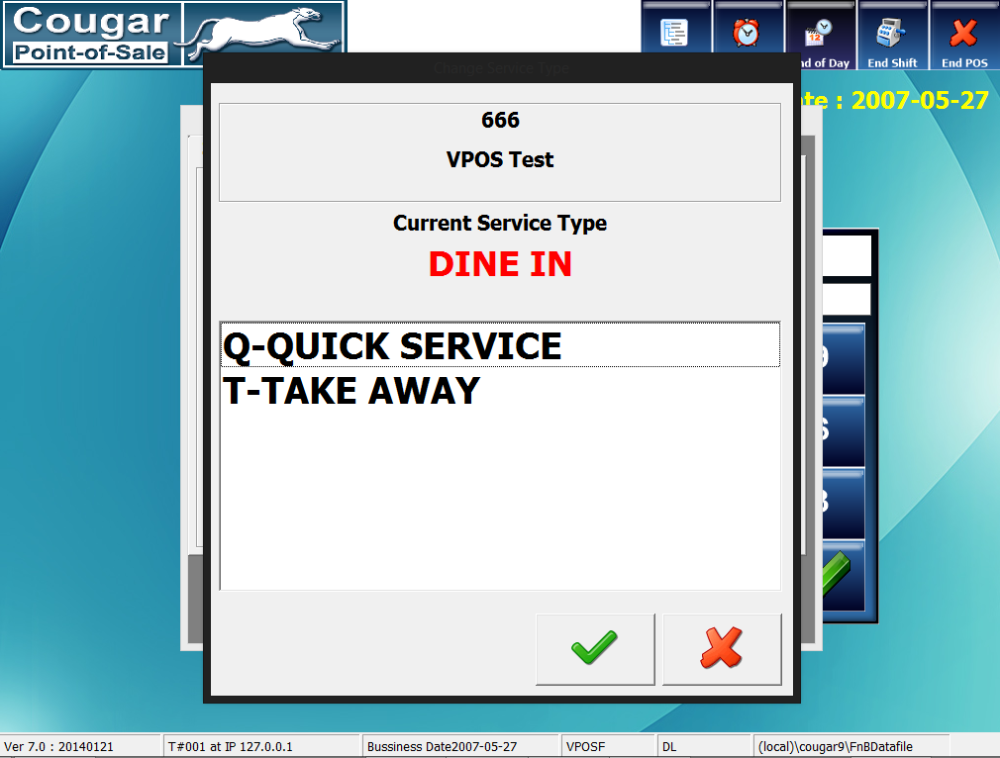 Cougar
Point-of-Sale
nd of Day
End Shift
End POS
Change Service Type
te : 2007-05-27
666
VPOS Test
Current Service Type
DINE IN
Q-QUICK SERVICE
T-TAKE AWAY
Ver 7.0 : 20140121
T#001 at IP 127.0.0.1
Bussiness Date2007-05-27
VPOSF
DL
(local)\cougar9\FnBDatafile